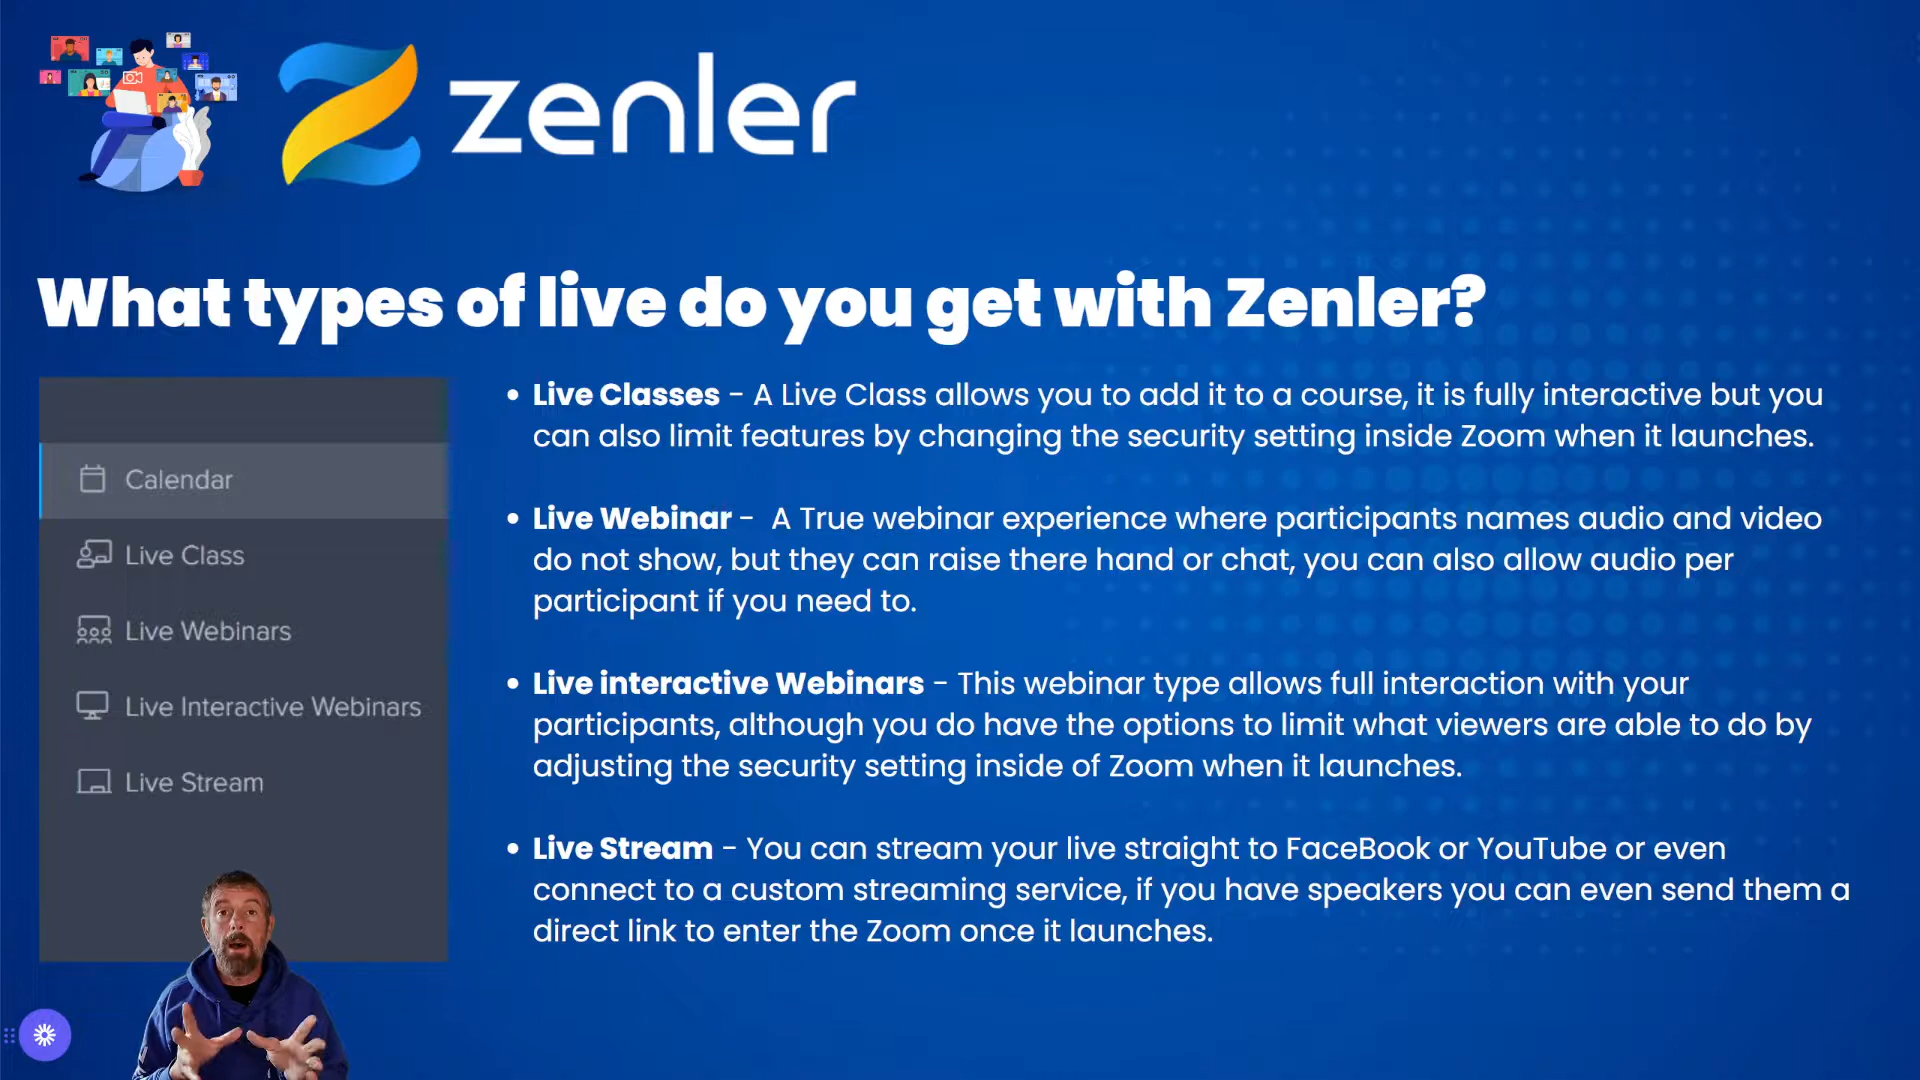 zenler
What types of live do you get with Zenler?
Calendar
Live Class
Live Webinars
Live Interactive Webinars
Live Stream
• Live Classes - A Live Class allows you to add it to a course, it is fully interactive but you
can also limit features by changing the security setting inside Zoom when it launches.
• Live Webinar - A True webinar experience where participants names audio and video
do not show, but they can raise there hand or chat, you can also allow audio per
participant if you need to.
• Live interactive Webinars - This webinar type allows full interaction with your
participants, although you do have the options to limit what viewers are able to do by
adjusting the security setting inside of Zoom when it launches.
• Live Stream - You can stream your live straight to FaceBook or YouTube or even
connect to a custom streaming service, if you have speakers you can even send them a
direct link to enter the Zoom once it launches.